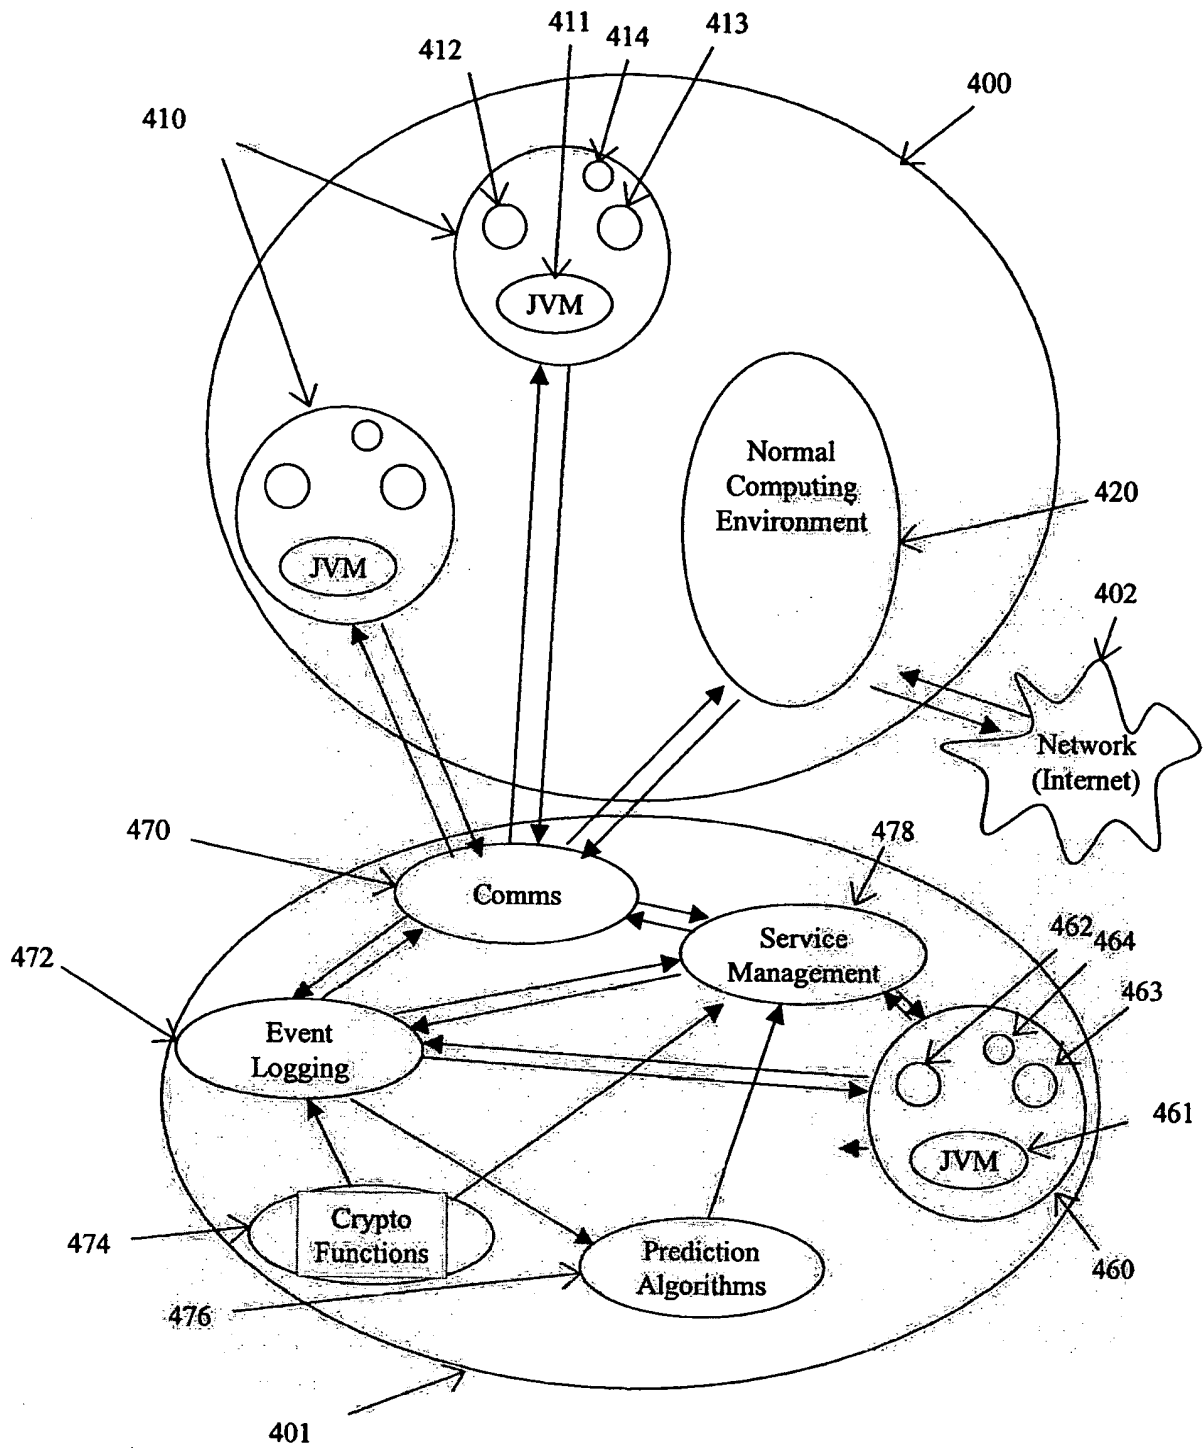 411
412
414
413
400
410
JVM
Normal
Computing
Environment
420
JVM
402
Network
(Internet)
470
478
Comms
462
464
Service
Management
472
463
Event
Logging
461
JVM
474
Crypto
Functions
Prediction
Algorithms
460
476
401